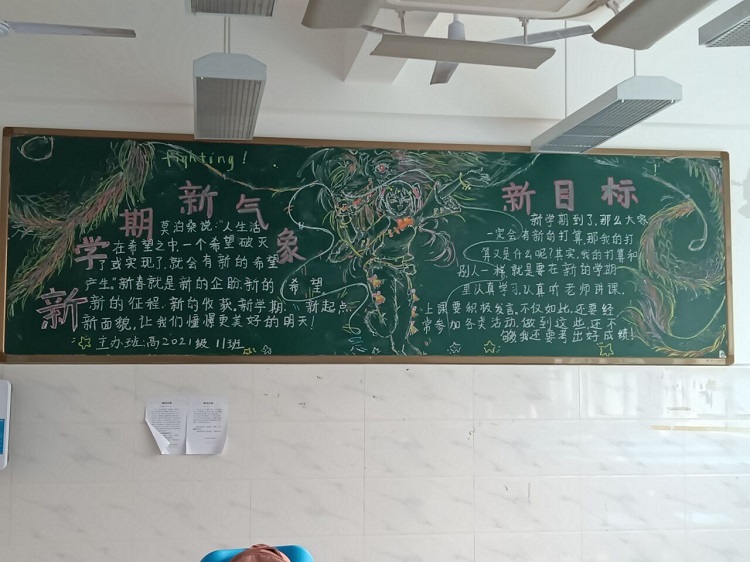 fighting!
新学期 新气象
莫泊桑说:“人生活
在希望之中,一个希望破灭
了或实现了,就会有新的希望
产生。”新春就是新的企盼,新的希望
新的征程,新的收获。新学期、新起点、
新面貌,让我们憧憬更美好的明天!
主办班:高2021级11班
新目标
新学期到了,那么大家
一定会有新的打算,那我的打
算又是什么呢?其实,我的打算和
别人一样,就是要在新的学期
里认真学习,认真听老师讲课、
上课要积极发言,不仅如此,还要经
常参加各类活动,做到这些还不
够,我还要考出好成绩!